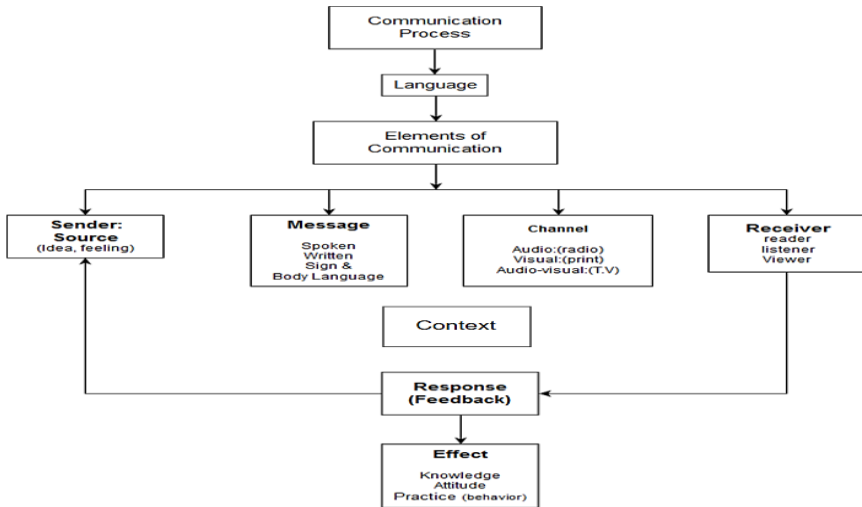 Communication
Process
Language
Elements of
Communication
Sender:
Source
(Idea, feeling)
Message
Spoken
Written
Sign &
Body Language
Channel
Audio:(radio)
Visual:(print)
Audio-visual:(T.V)
Receiver
reader
listener
Viewer
Context
Response
(Feedback)
Effect
Knowledge
Attitude
Practice (behavior)